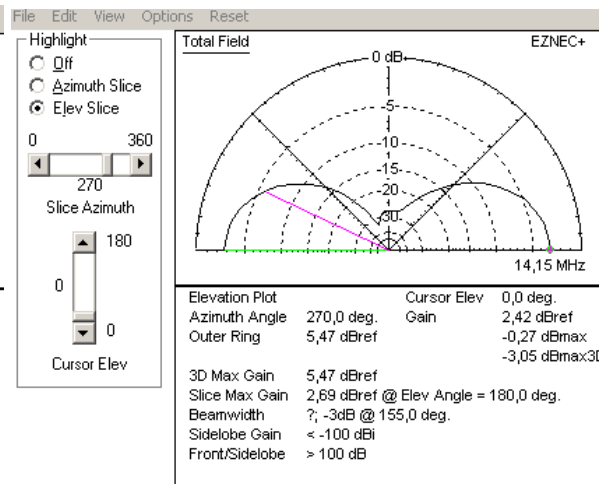 File Edit View Options Reset
Highlight
Off
Azimuth Slice
Elev Slice
0 360
270
Slice Azimuth
180
0
0
Cursor Elev
Total Field
EZNEC+
0 dB
-5
-10
-15
-20
-30
14,15 MHz
Elevation Plot Cursor Elev 0,0 deg.
Azimuth Angle 270,0 deg. Gain 2,42 dBref
Outer Ring 5,47 dBref -0,27 dBmax
-3,05 dBmax3D
3D Max Gain 5,47 dBref
Slice Max Gain 2,69 dBref @ Elev Angle = 180,0 deg.
Beamwidth ?; -3dB @ 155,0 deg.
Sidelobe Gain < -100 dBi
Front/Sidelobe > 100 dB